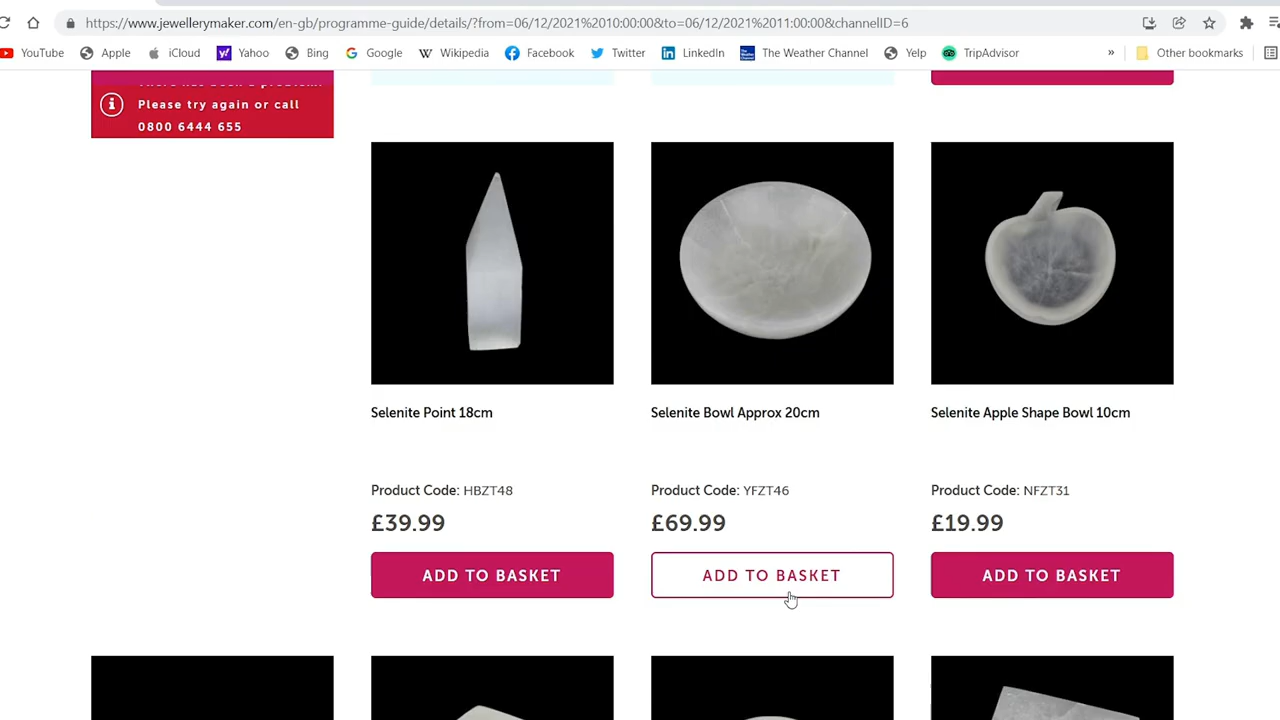 https://www.jewellerymaker.com/en-gb/programme-guide/details/?from=06/12/2021%2010:00:00&to=06/12/2021%2011:00:00&channelID=6
YouTube Apple iCloud Yahoo Bing Google Wikipedia Facebook Twitter LinkedIn The Weather Channel Yelp TripAdvisor » Other bookmarks
There has been a problem.
Please try again or call
0800 6444 655
Selenite Point 18cm
Product Code: HBZT48
£39.99
ADD TO BASKET
Selenite Bowl Approx 20cm
Product Code: YFZT46
£69.99
ADD TO BASKET
Selenite Apple Shape Bowl 10cm
Product Code: NFZT31
£19.99
ADD TO BASKET